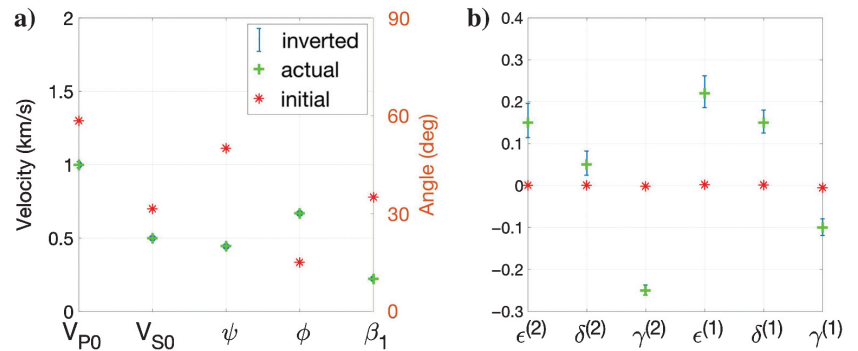 a)
2
1.5
1
0.5
0
Velocity (km/s)
90
60
30
0
Angle (deg)
inverted
actual
initial
V_P0 V_S0 ψ ϕ β_1
b)
0.4
0.3
0.2
0.1
0
−0.1
−0.2
−0.3
ϵ^(2) δ^(2) γ^(2) ϵ^(1) δ^(1) γ^(1)